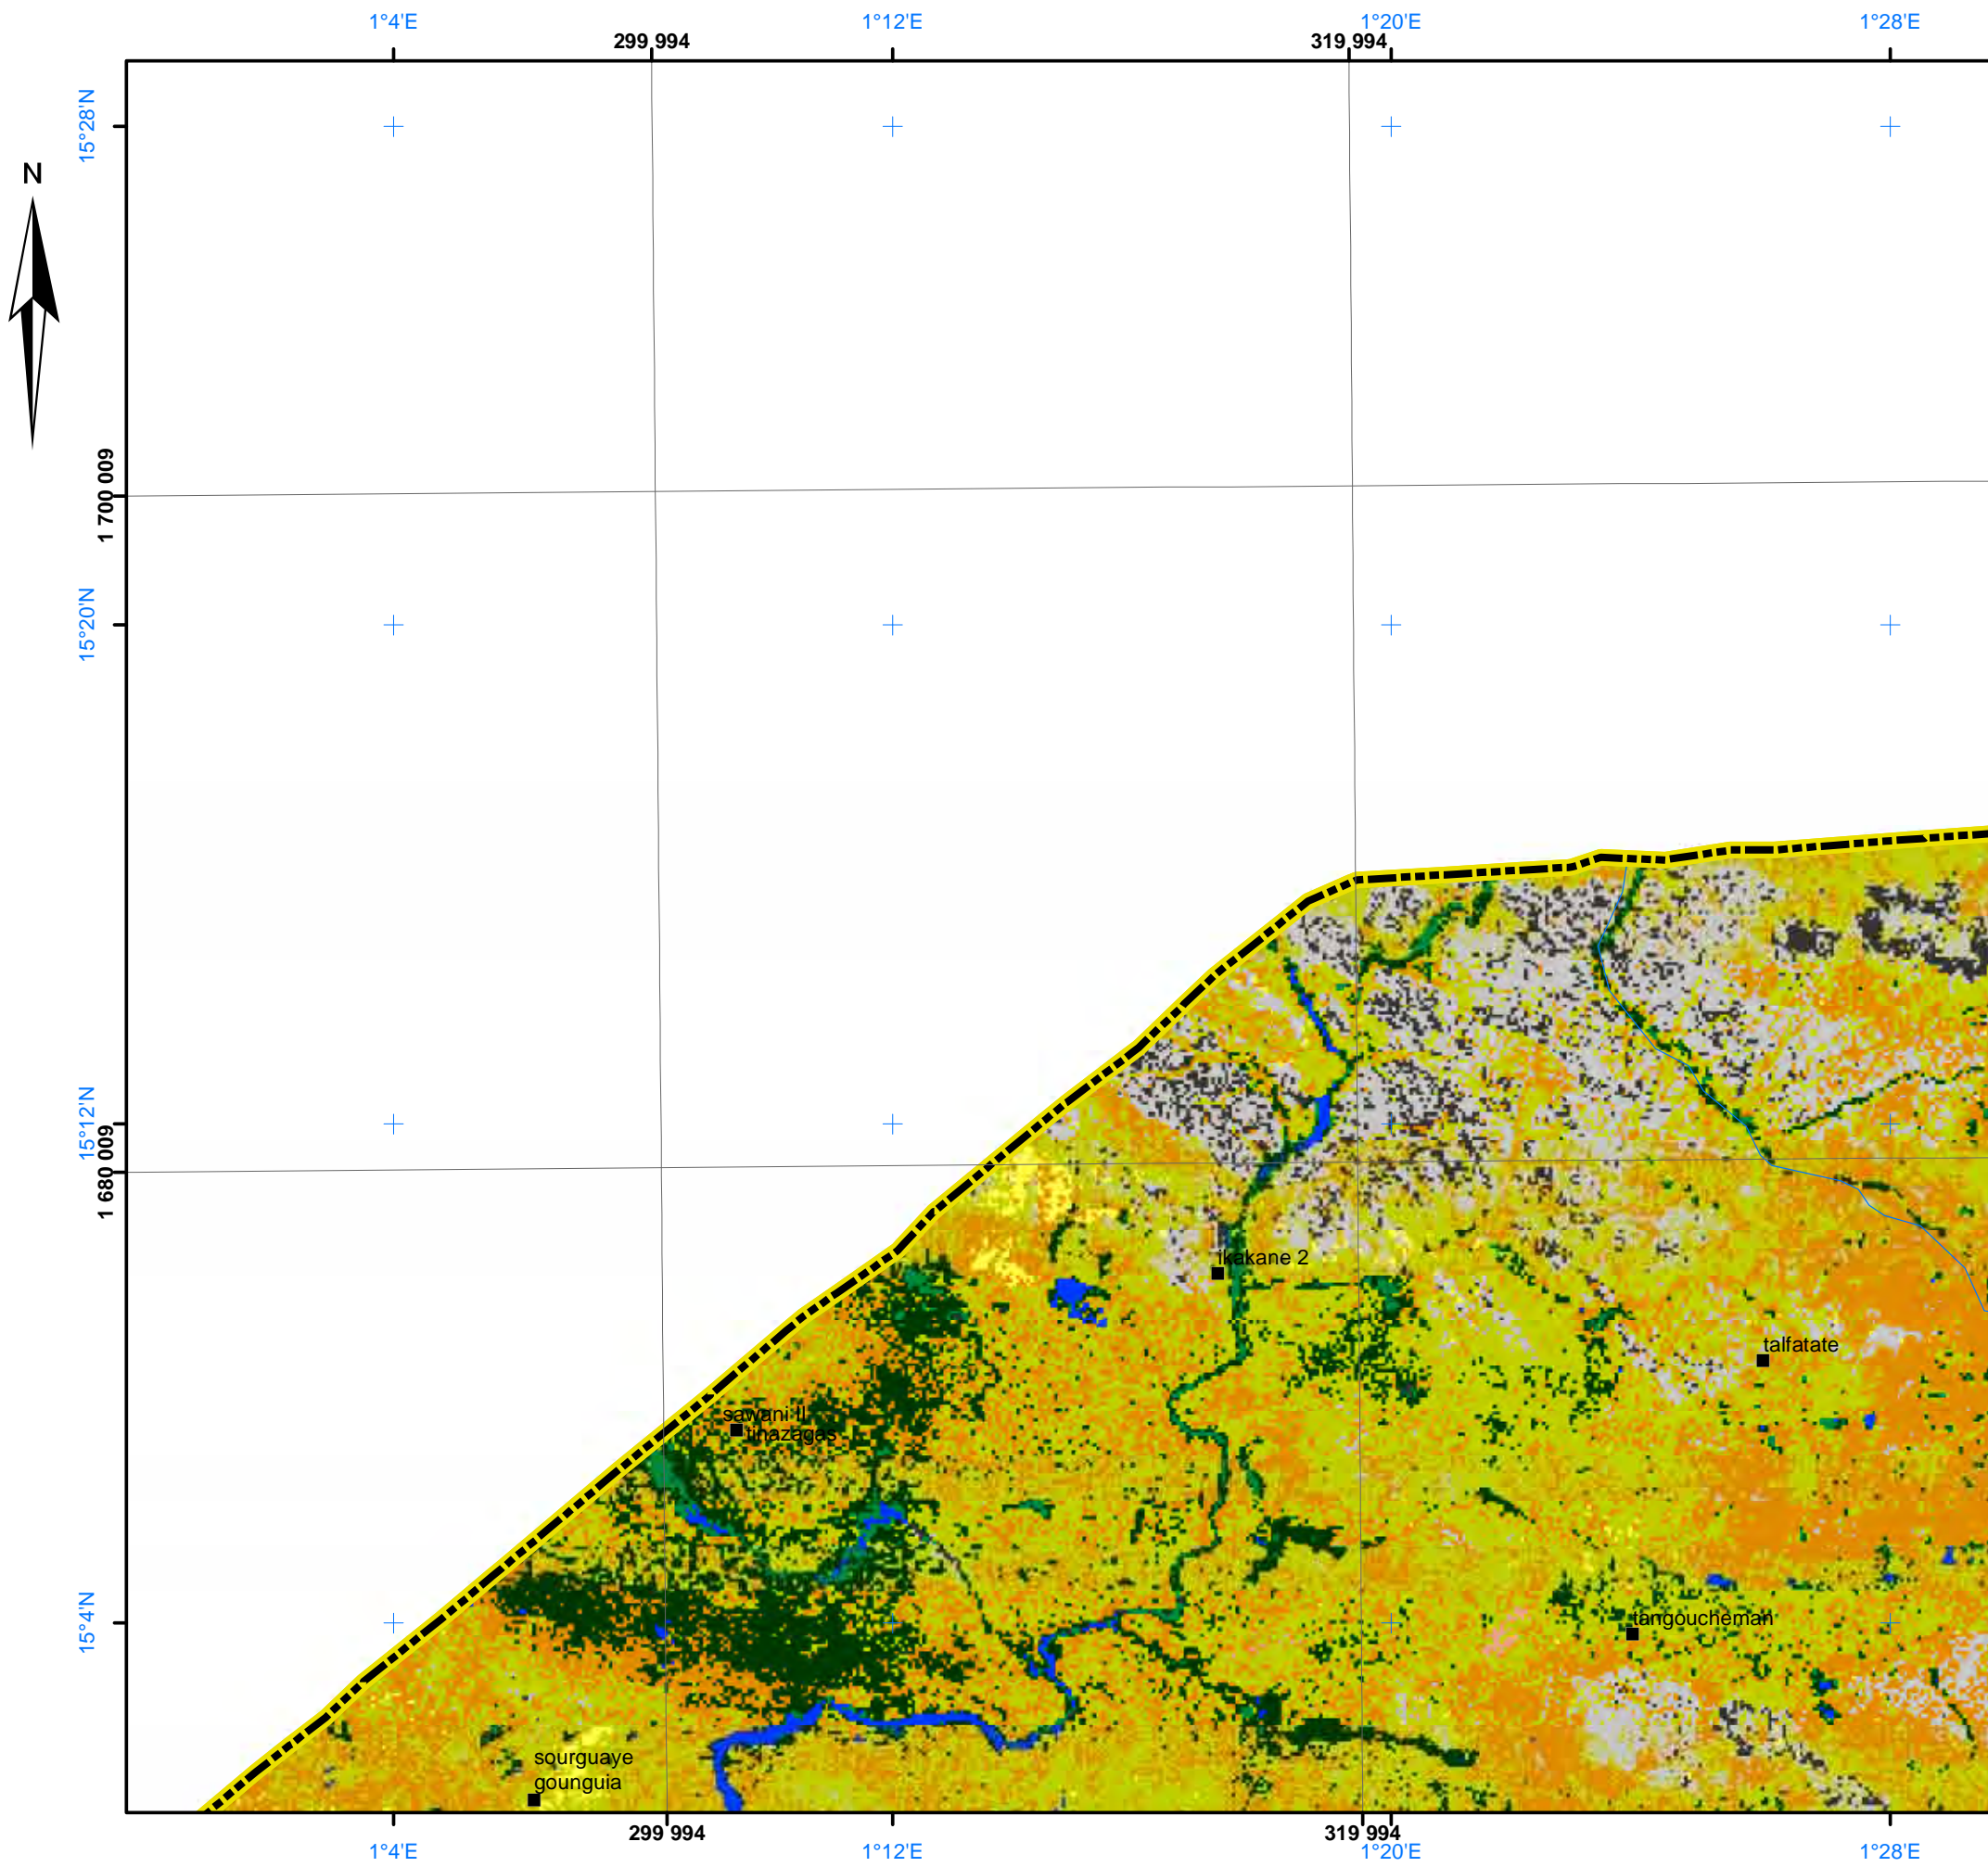 1°4'E
1°12'E
1°20'E
1°28'E
299 994
319 994
15°28'N
N
1 700 009
15°20'N
15°12'N
1 680 009
ikakane 2
talfatate
sawani II
tinazagas
15°4'N
tangoucheman
sourguaye
gounguia
299 994
319 994
1°4'E
1°12'E
1°20'E
1°28'E